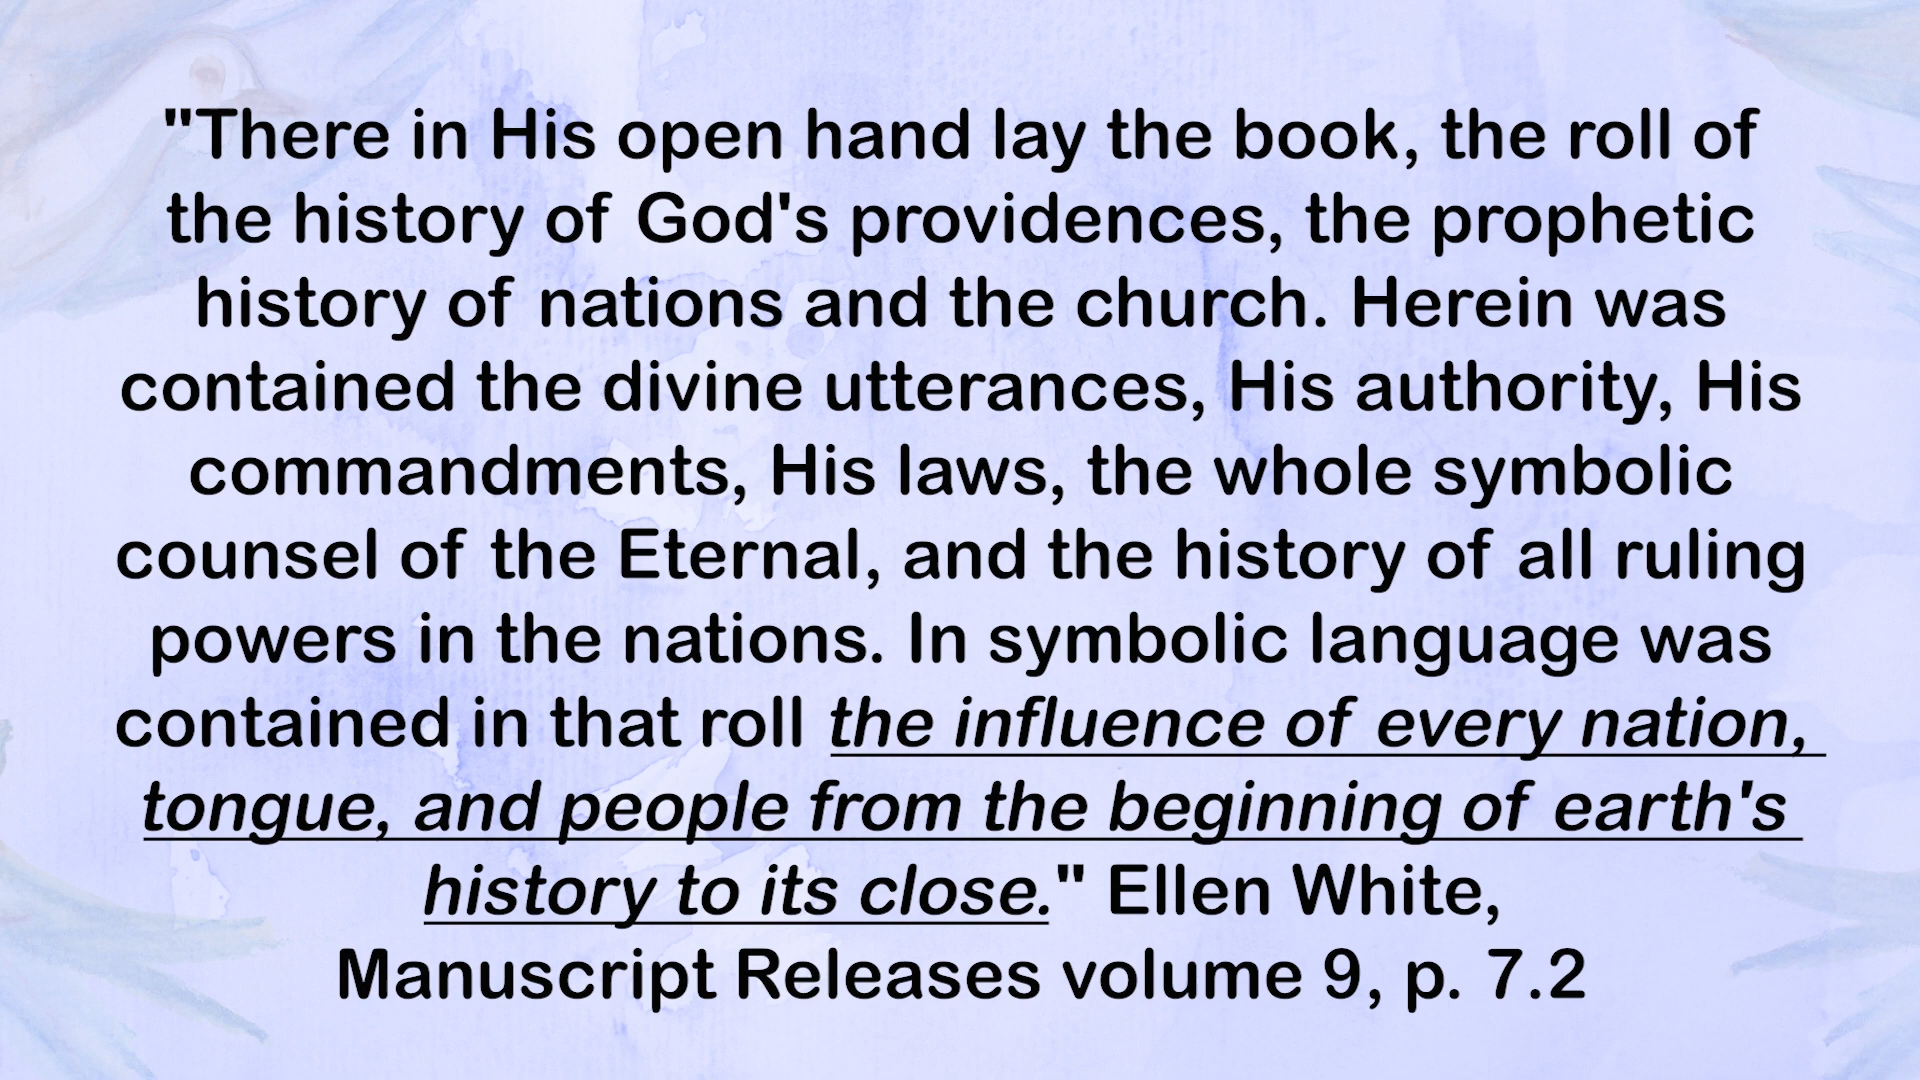 "There in His open hand lay the book, the roll of
the history of God's providences, the prophetic
history of nations and the church. Herein was
contained the divine utterances, His authority, His
commandments, His laws, the whole symbolic
counsel of the Eternal, and the history of all ruling
powers in the nations. In symbolic language was
contained in that roll the influence of every nation,
tongue, and people from the beginning of earth's
history to its close." Ellen White,
Manuscript Releases volume 9, p. 7.2